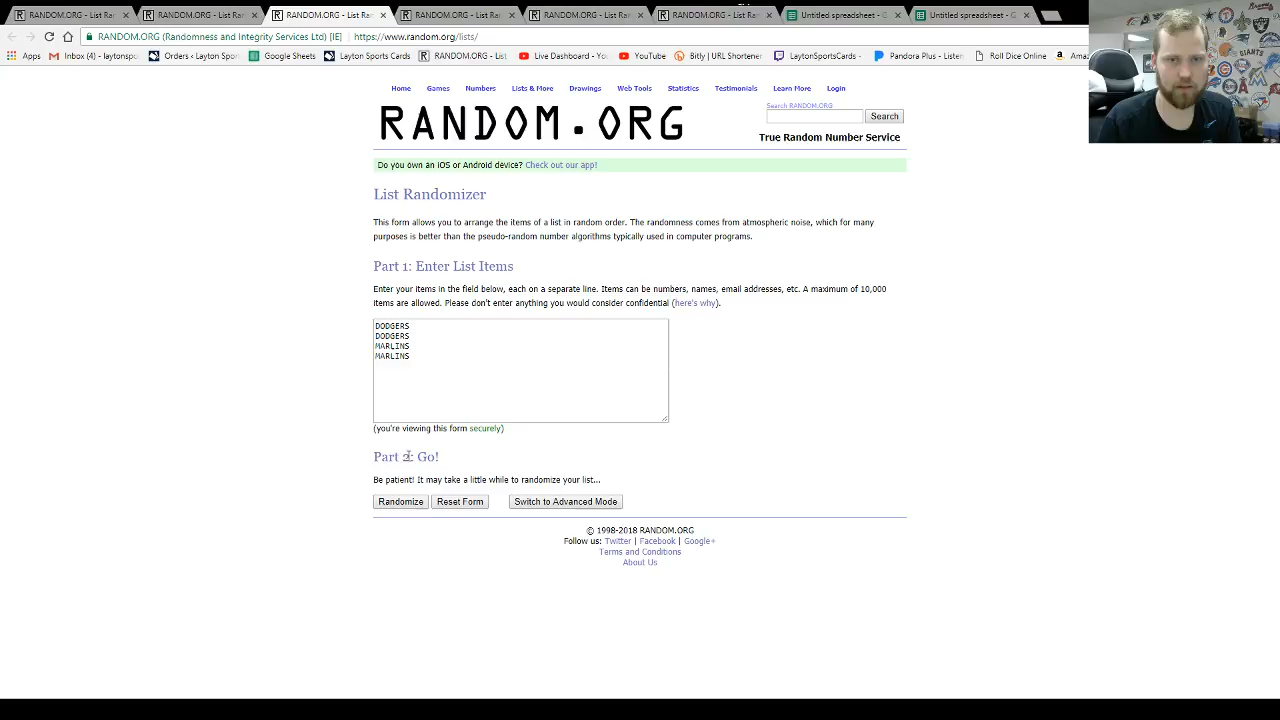 RANDOM.ORG - List Ran
RANDOM.ORG - List Ran
RANDOM.ORG - List Ran
RANDOM.ORG - List Ran
RANDOM.ORG - List Ran
RANDOM.ORG - List Ran
Untitled spreadsheet - G
Untitled spreadsheet - G
RANDOM.ORG (Randomness and Integrity Services Ltd) [IE] https://www.random.org/lists/
Apps Inbox (4) - laytonspo Orders ‹ Layton Spo Google Sheets Layton Sports Cards RANDOM.ORG - List Live Dashboard - Yo YouTube Bitly | URL Shortener LaytonSportsCards - Pandora Plus - Listen Roll Dice Online Amaz
Home Games Numbers Lists & More Drawings Web Tools Statistics Testimonials Learn More Login
RANDOM.ORG
Search RANDOM.ORG
Search
True Random Number Service
Do you own an iOS or Android device? Check out our app!
List Randomizer
This form allows you to arrange the items of a list in random order. The randomness comes from atmospheric noise, which for many
purposes is better than the pseudo-random number algorithms typically used in computer programs.
Part 1: Enter List Items
Enter your items in the field below, each on a separate line. Items can be numbers, names, email addresses, etc. A maximum of 10,000
items are allowed. Please don't enter anything you would consider confidential (here's why).
DODGERS
DODGERS
MARLINS
MARLINS
(you're viewing this form securely)
Part 2: Go!
Be patient! It may take a little while to randomize your list...
Randomize Reset Form Switch to Advanced Mode
© 1998-2018 RANDOM.ORG
Follow us: Twitter | Facebook | Google+
Terms and Conditions
About Us
GIANTS